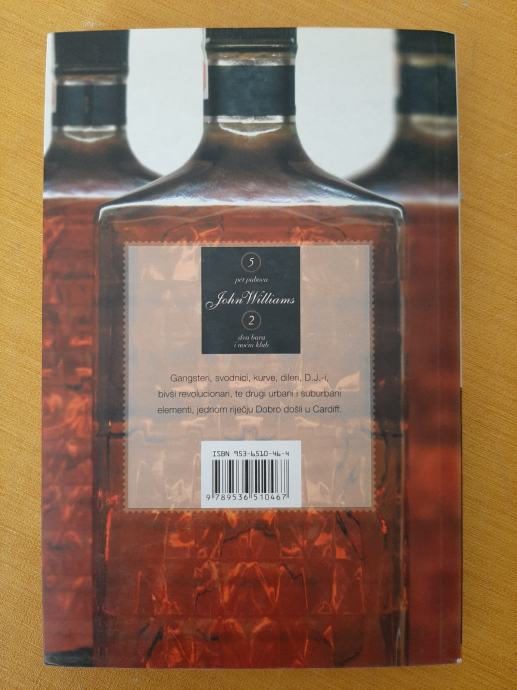 5
pet pubova
John Williams
2
dva bara
i noćni klub
Gangsteri, svodnici, kurve, dileri, D.J.-i,
bivši revolucionari, te drugi urbani i suburbani
elementi, jednom riječju Dobro došli u Cardiff.
ISBN 953-6510-46-4
9 789536 510467